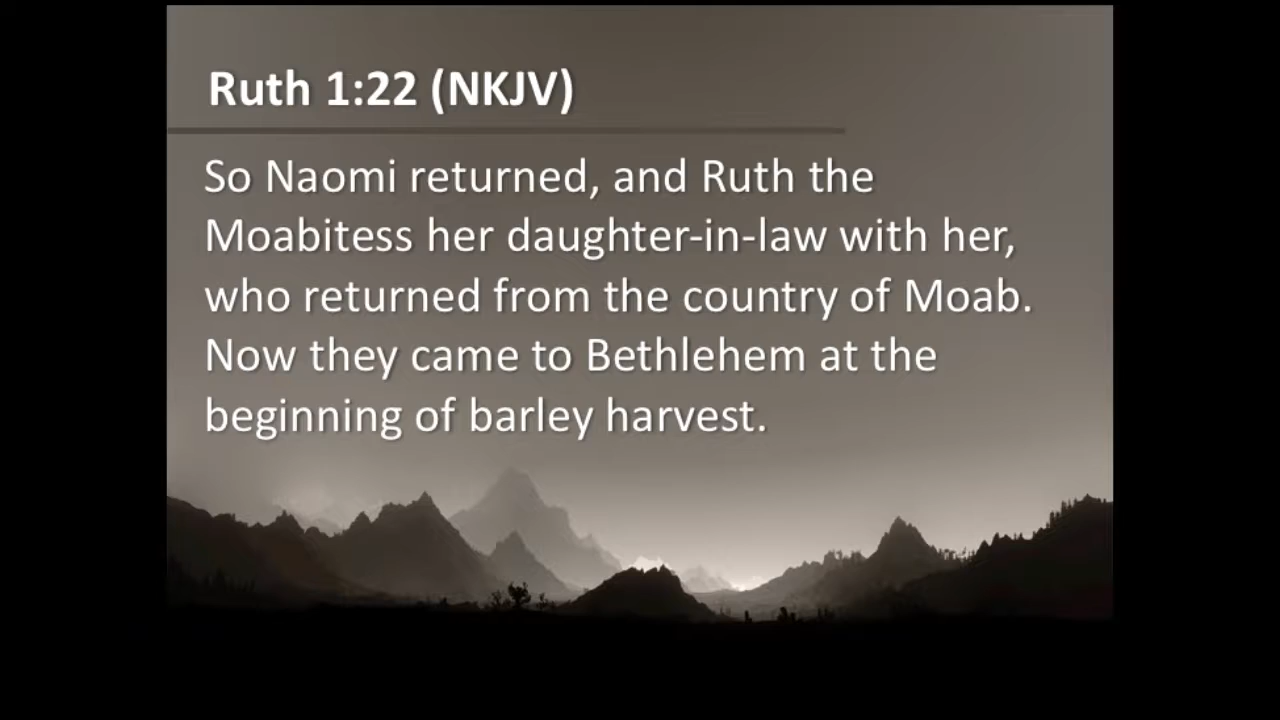 Ruth 1:22 (NKJV)
So Naomi returned, and Ruth the
Moabitess her daughter-in-law with her,
who returned from the country of Moab.
Now they came to Bethlehem at the
beginning of barley harvest.